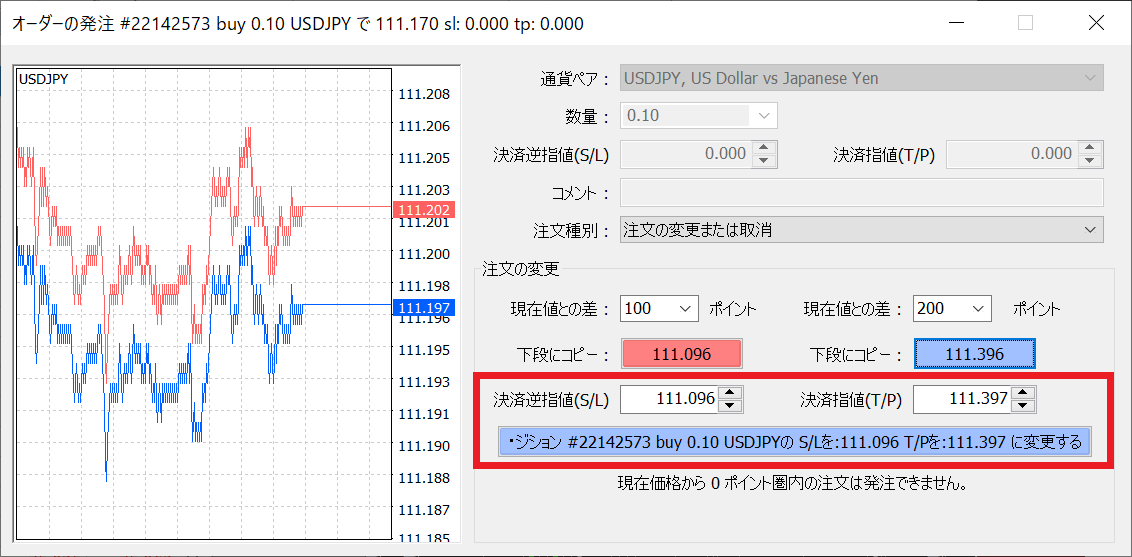 オーダーの発注 #22142573 buy 0.10 USDJPY で 111.170 sl: 0.000 tp: 0.000
USDJPY
111.208
111.206
111.205
111.203
111.202
111.201
111.200
111.198
111.197
111.196
111.195
111.193
111.191
111.190
111.188
111.187
111.185
通貨ペア： USDJPY, US Dollar vs Japanese Yen
数量： 0.10
決済逆指値(S/L) 0.000 決済指値(T/P) 0.000
コメント：
注文種別： 注文の変更または取消
注文の変更
現在値との差： 100 ポイント 現在値との差： 200 ポイント
下段にコピー： 111.096 下段にコピー： 111.396
決済逆指値(S/L) 111.096 決済指値(T/P) 111.397
ジション #22142573 buy 0.10 USDJPYの S/Lを:111.096 T/Pを:111.397 に変更する
現在価格から 0 ポイント圏内の注文は発注できません。